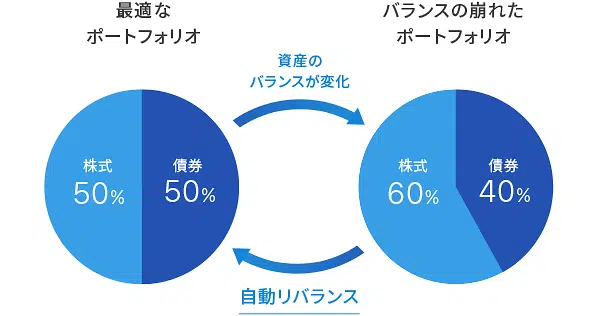 最適な
ポートフォリオ
バランスの崩れた
ポートフォリオ
資産の
バランスが変化
株式
50%
債券
50%
株式
60%
債券
40%
自動リバランス